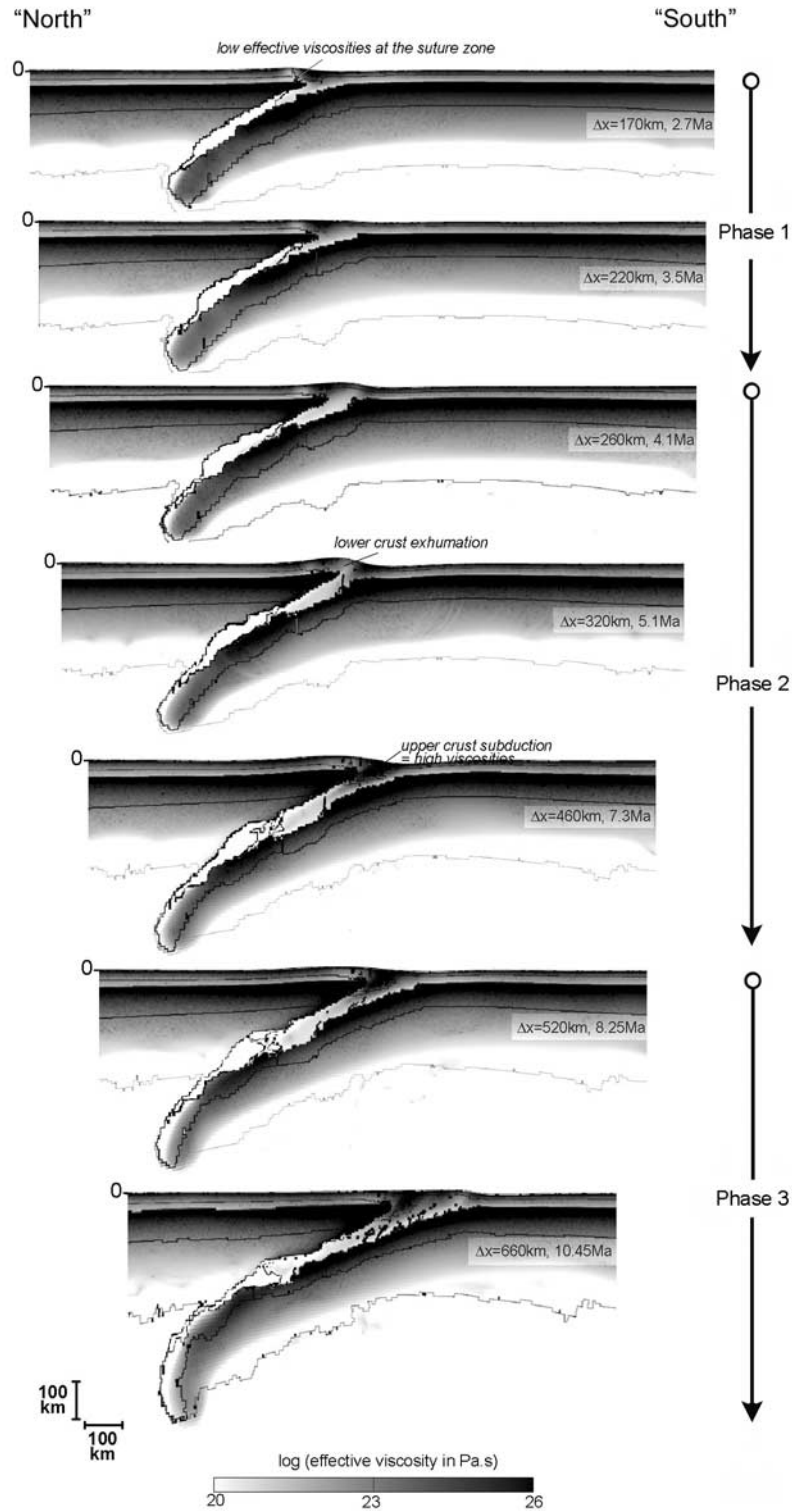 “North”
“South”
low effective viscosities at the suture zone
0
Δx=170km, 2.7Ma
0
Phase 1
Δx=220km, 3.5Ma
0
Δx=260km, 4.1Ma
lower crust exhumation
0
Δx=320km, 5.1Ma
Phase 2
upper crust subduction
= high viscosities
0
Δx=460km, 7.3Ma
0
Δx=520km, 8.25Ma
0
Phase 3
Δx=660km, 10.45Ma
100
km
100
km
log (effective viscosity in Pa.s)
20
23
26